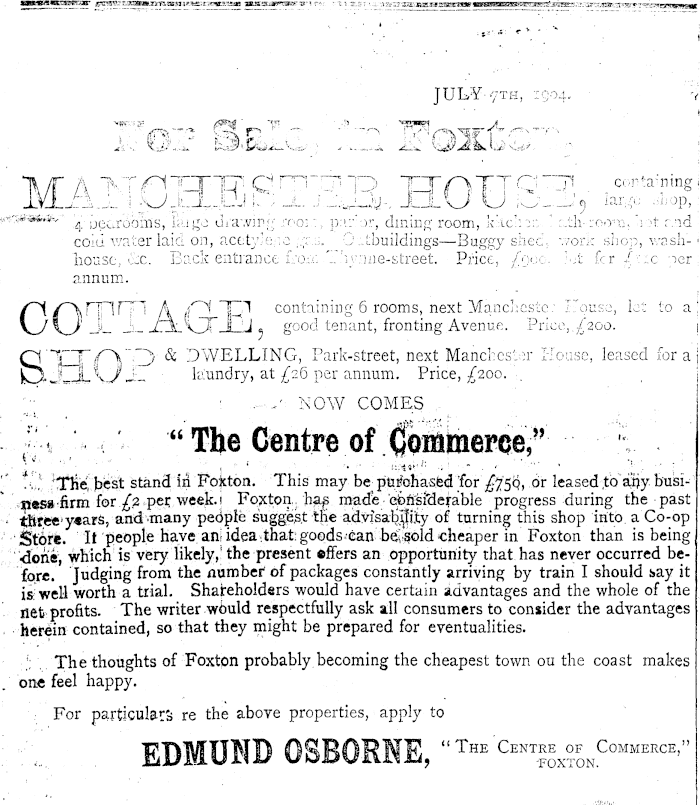 JULY 7TH, 1904.
For Sale, in Foxton,
MANCHESTER HOUSE, containing
large shop,
4 bedrooms, large drawing room, parlor, dining room, kitchen, bath-room, hot and
cold water laid on, acetylene gas. Outbuildings—Buggy shed, work shop, wash-
house, &c. Back entrance from Thynne-street. Price, £900. let for per
annum.
COTTAGE, containing 6 rooms, next Manchester House, let to a
good tenant, fronting Avenue. Price, £200.
SHOP & DWELLING, Park-street, next Manchester House, leased for a
laundry, at £26 per annum. Price, £200.
NOW COMES
“The Centre of Commerce,”
The best stand in Foxton. This may be purchased for £750, or leased to any busi-
ness firm for £2 per week. Foxton has made considerable progress during the past
three years, and many people suggest the advisability of turning this shop into a Co-op
Store. If people have an idea that goods can be sold cheaper in Foxton than is being
done, which is very likely, the present offers an opportunity that has never occurred be-
fore. Judging from the number of packages constantly arriving by train I should say it
is well worth a trial. Shareholders would have certain advantages and the whole of the
net profits. The writer would respectfully ask all consumers to consider the advantages
herein contained, so that they might be prepared for eventualities.
The thoughts of Foxton probably becoming the cheapest town ou the coast makes
one feel happy.
For particulars re the above properties, apply to
EDMUND OSBORNE, “THE CENTRE OF COMMERCE,”
FOXTON.